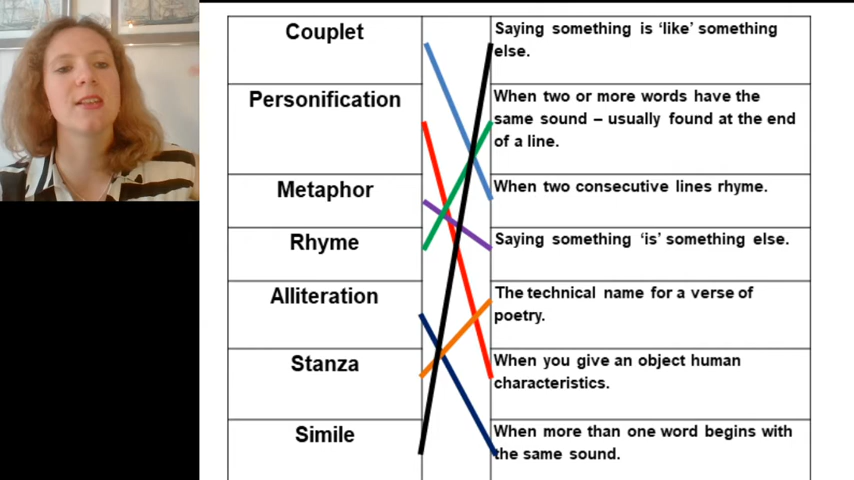 Couplet
Saying something is ‘like’ something
else.
Personification
When two or more words have the
same sound – usually found at the end
of a line.
Metaphor
When two consecutive lines rhyme.
Rhyme
Saying something ‘is’ something else.
Alliteration
The technical name for a verse of
poetry.
Stanza
When you give an object human
characteristics.
Simile
When more than one word begins with
the same sound.